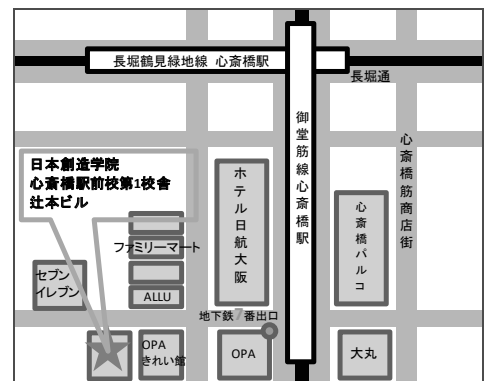 長堀鶴見緑地線 心斎橋駅
長堀通
御堂筋線心斎橋駅
心斎橋筋商店街
日本創造学院
心斎橋駅前校第1校舎
辻本ビル
ホテル日航大阪
心斎橋パルコ
ファミリーマート
セブン
イレブン
ALLU
地下鉄7番出口
OPA
きれい館
OPA
大丸